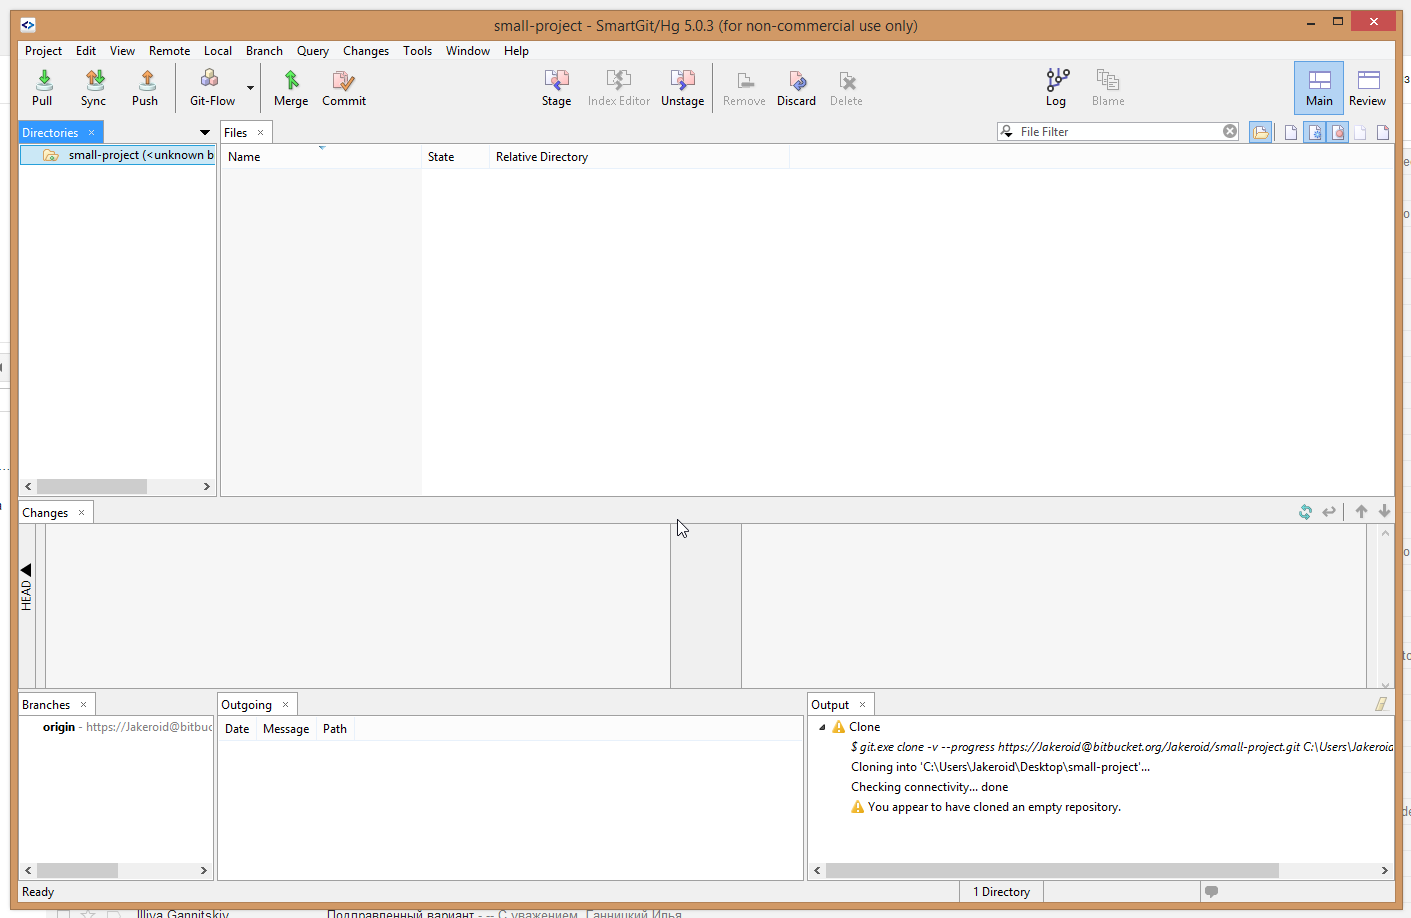 small-project - SmartGit/Hg 5.0.3 (for non-commercial use only)
Project Edit View Remote Local Branch Query Changes Tools Window Help
Pull Sync Push Git-Flow Merge Commit Stage Index Editor Unstage Remove Discard Delete Log Blame Main Review
Directories Files File Filter
small-project (<unknown b
Name State Relative Directory
Changes
HEAD
Branches Outgoing Output
origin - https://Jakeroid@bitbuc
Date Message Path
Clone
$ git.exe clone -v --progress https://Jakeroid@bitbucket.org/Jakeroid/small-project.git C:\Users\Jakeroid
Cloning into 'C:\Users\Jakeroid\Desktop\small-project'...
Checking connectivity... done
You appear to have cloned an empty repository.
Ready 1 Directory
Illiya Gannitskiy Подправленный вариант - -- С уважением, Ганницкий Илья